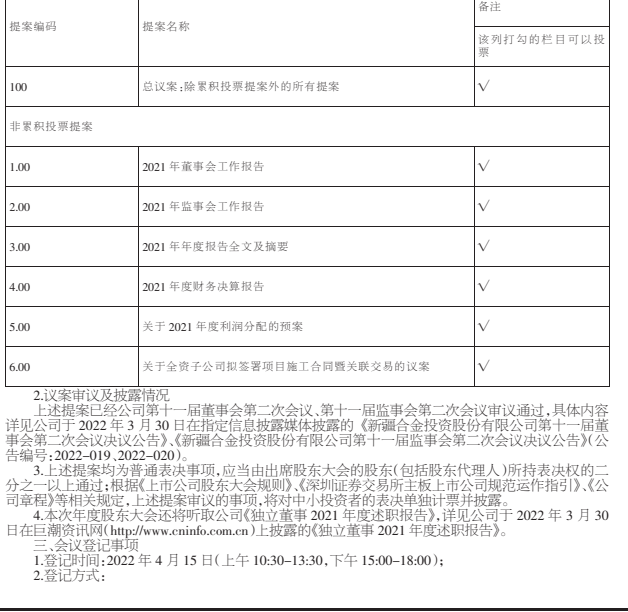 备注
提案编码 提案名称
该列打勾的栏目可以投
票
100 总议案:除累积投票提案外的所有提案 √
非累积投票提案
1.00 2021 年董事会工作报告 √
2.00 2021 年监事会工作报告 √
3.00 2021 年年度报告全文及摘要 √
4.00 2021 年度财务决算报告 √
5.00 关于 2021 年度利润分配的预案 √
6.00 关于全资子公司拟签署项目施工合同暨关联交易的议案 √
2.议案审议及披露情况
上述提案已经公司第十一届董事会第二次会议、第十一届监事会第二次会议审议通过,具体内容
详见公司于 2022 年 3 月 30 日在指定信息披露媒体披露的《新疆合金投资股份有限公司第十一届董
事会第二次会议决议公告》、《新疆合金投资股份有限公司第十一届监事会第二次会议决议公告》(公
告编号:2022-019、2022-020)。
3.上述提案均为普通表决事项,应当由出席股东大会的股东(包括股东代理人)所持表决权的二
分之一以上通过;根据《上市公司股东大会规则》、《深圳证券交易所主板上市公司规范运作指引》、《公
司章程》等相关规定,上述提案审议的事项,将对中小投资者的表决单独计票并披露。
4.本次年度股东大会还将听取公司《独立董事 2021 年度述职报告》,详见公司于 2022 年 3 月 30
日在巨潮资讯网(http://www.cninfo.com.cn)上披露的《独立董事 2021 年度述职报告》。
三、会议登记事项
1.登记时间:2022 年 4 月 15 日(上午 10:30-13:30,下午 15:00-18:00);
2.登记方式: